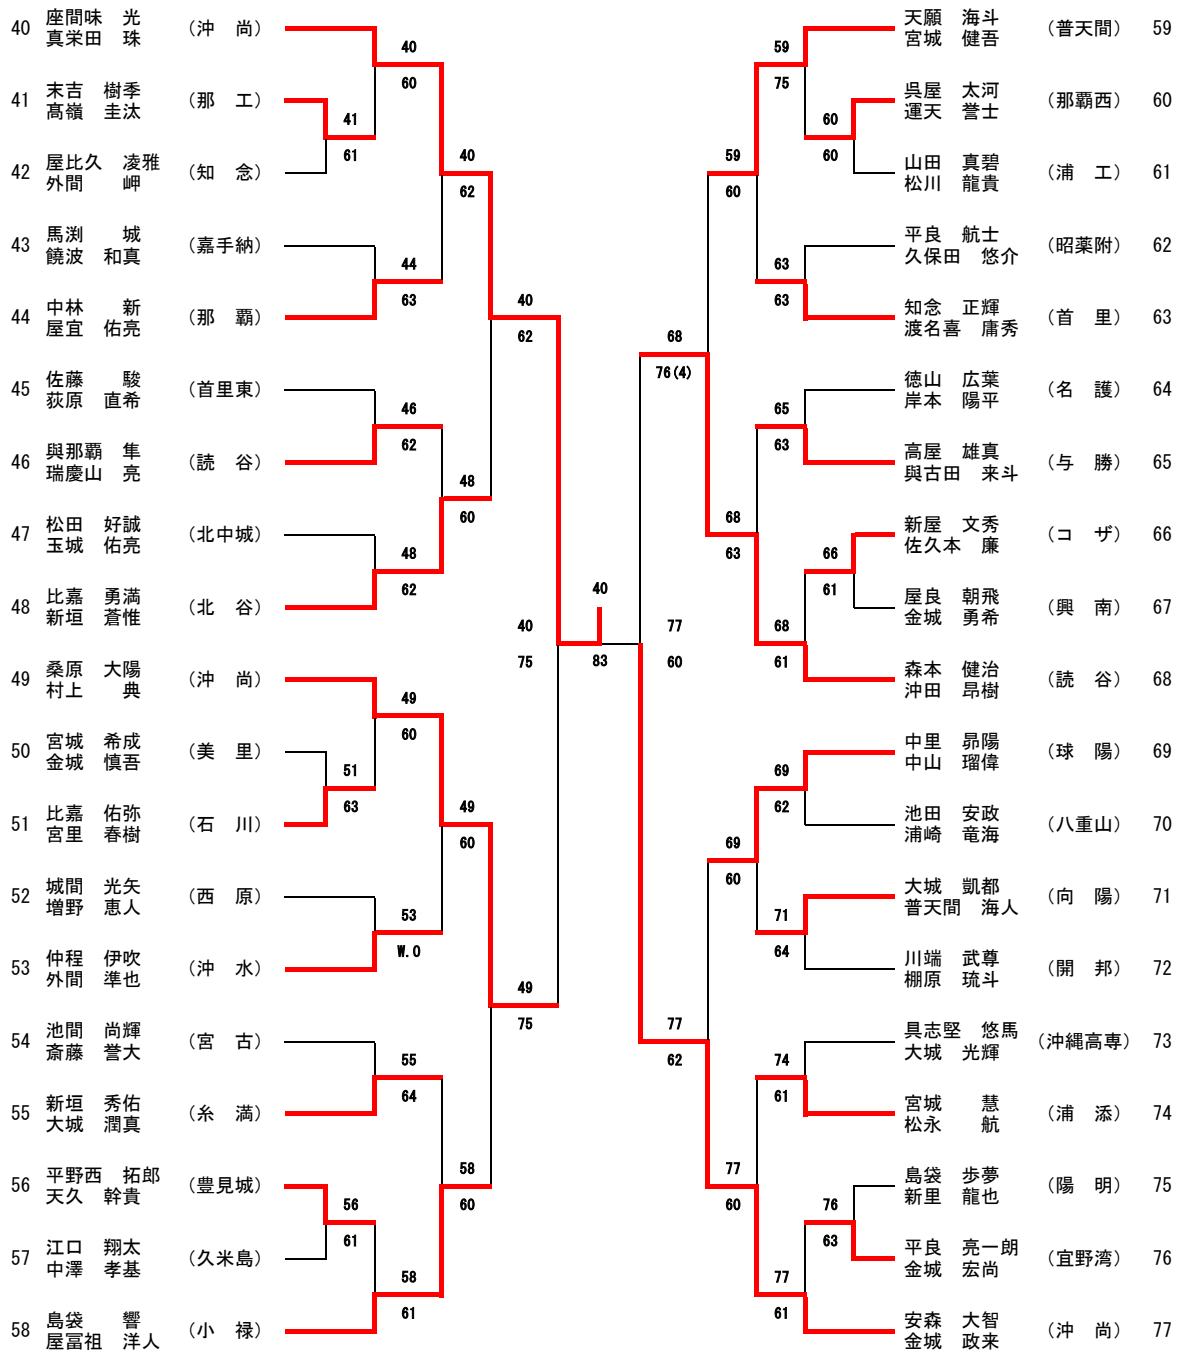 40 座間味　光 （沖　尚）
真栄田　珠
41 末吉　樹季 （那　工）
髙嶺　圭汰
42 屋比久　凌雅 （知　念）
外間　　岬
43 馬渕　　城 （嘉手納）
饒波　和真
44 中林　　新 （那　覇）
屋宜　佑亮
45 佐藤　　駿 （首里東）
荻原　直希
46 與那覇　隼 （読　谷）
瑞慶山　亮
47 松田　好誠 （北中城）
玉城　佑亮
48 比嘉　勇満 （北　谷）
新垣　蒼惟
49 桑原　大陽 （沖　尚）
村上　　典
50 宮城　希成 （美　里）
金城　慎吾
51 比嘉　佑弥 （石　川）
宮里　春樹
52 城間　光矢 （西　原）
増野　恵人
53 仲程　伊吹 （沖　水）
外間　準也
54 池間　尚輝 （宮　古）
斎藤　誉大
55 新垣　秀佑 （糸　満）
大城　潤真
56 平野西　拓郎 （豊見城）
天久　幹貴
57 江口　翔太 （久米島）
中澤　孝基
58 島袋　　響 （小　禄）
屋冨祖　洋人
41
61
51
63
56
61
40
60
44
63
46
62
48
62
49
60
53
W.O
55
64
58
61
40
62
48
60
49
60
58
60
40
62
49
75
40
75
40
83
77
60
68
76(4)
77
62
59
60
68
63
69
60
77
60
59
75
63
63
65
63
68
61
69
62
71
64
74
61
77
61
60
60
66
61
76
63
天願　海斗 （普天間） 59
宮城　健吾
呉屋　太河 （那覇西） 60
運天　誉士
山田　真碧 （浦　工） 61
松川　龍貴
平良　航士 （昭薬附） 62
久保田　悠介
知念　正輝 （首　里） 63
渡名喜　庸秀
徳山　広葉 （名　護） 64
岸本　陽平
高屋　雄真 （与　勝） 65
與古田　来斗
新屋　文秀 （コ　ザ） 66
佐久本　廉
屋良　朝飛 （興　南） 67
金城　勇希
森本　健治 （読　谷） 68
沖田　昂樹
中里　昴陽 （球　陽） 69
中山　瑠偉
池田　安政 （八重山） 70
浦崎　竜海
大城　凱都 （向　陽） 71
普天間　海人
川端　武尊 （開　邦） 72
棚原　琉斗
具志堅　悠馬 （沖縄高専） 73
大城　光輝
宮城　　慧 （浦　添） 74
松永　　航
島袋　歩夢 （陽　明） 75
新里　龍也
平良　亮一朗 （宜野湾） 76
金城　宏尚
安森　大智 （沖　尚） 77
金城　政来